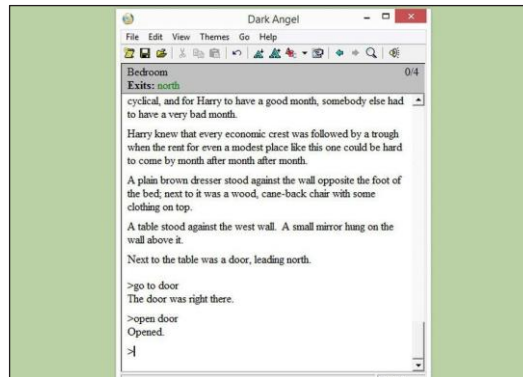 Dark Angel
File Edit View Themes Go Help
Bedroom 0/4
Exits: north
cyclical, and for Harry to have a good month, somebody else had
to have a very bad month.
Harry knew that every economic crest was followed by a trough
when the rent for even a modest place like this one could be hard
to come by month after month after month.
A plain brown dresser stood against the wall opposite the foot of
the bed; next to it was a wood, cane-back chair with some
clothing on top.
A table stood against the west wall. A small mirror hung on the
wall above it.
Next to the table was a door, leading north.
>go to door
The door was right there.
>open door
Opened.
>